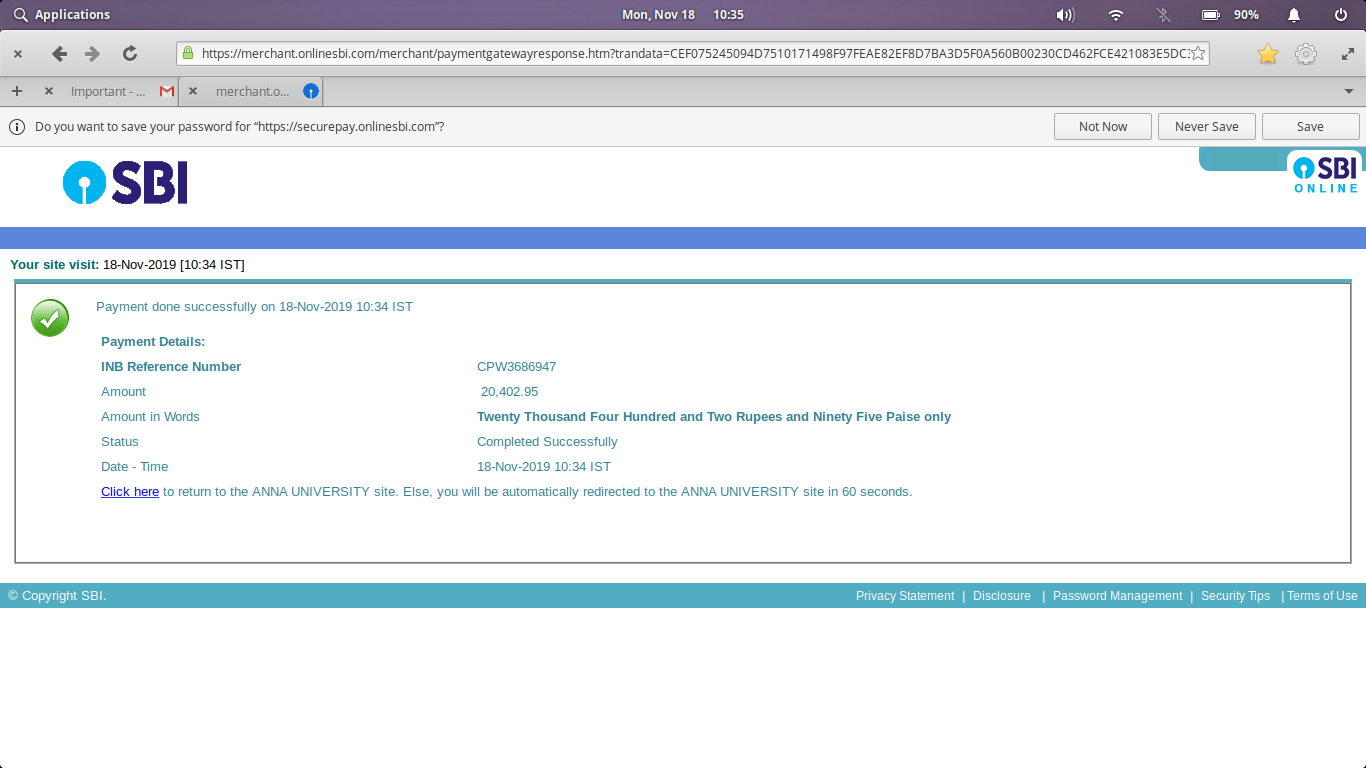 Applications
Mon, Nov 18 10:35
90%
https://merchant.onlinesbi.com/merchant/paymentgatewayresponse.htm?trandata=CEF075245094D7510171498F97FEAE82EF8D7BA3D5F0A560B00230CD462FCE421083E5DC
Important - ...
merchant.o...
Do you want to save your password for “https://securepay.onlinesbi.com”?
Not Now
Never Save
Save
SBI
SBI
ONLINE
Your site visit: 18-Nov-2019 [10:34 IST]
Payment done successfully on 18-Nov-2019 10:34 IST
Payment Details:
INB Reference Number CPW3686947
Amount 20,402.95
Amount in Words Twenty Thousand Four Hundred and Two Rupees and Ninety Five Paise only
Status Completed Successfully
Date - Time 18-Nov-2019 10:34 IST
Click here to return to the ANNA UNIVERSITY site. Else, you will be automatically redirected to the ANNA UNIVERSITY site in 60 seconds.
© Copyright SBI.
Privacy Statement | Disclosure | Password Management | Security Tips | Terms of Use